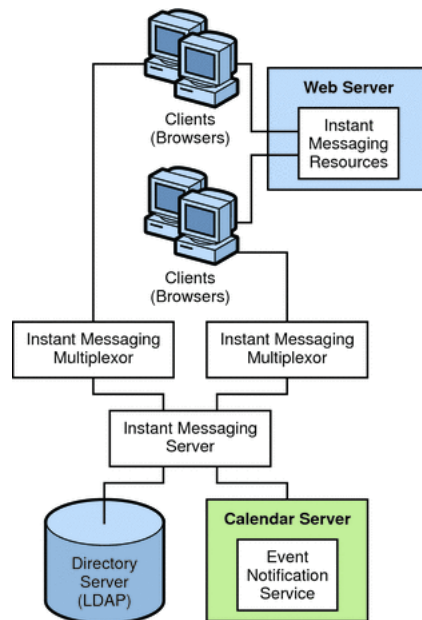 Clients
(Browsers)
Web Server
Instant
Messaging
Resources
Clients
(Browsers)
Instant Messaging
Multiplexor
Instant Messaging
Multiplexor
Instant Messaging
Server
Directory
Server
(LDAP)
Calendar Server
Event
Notification
Service